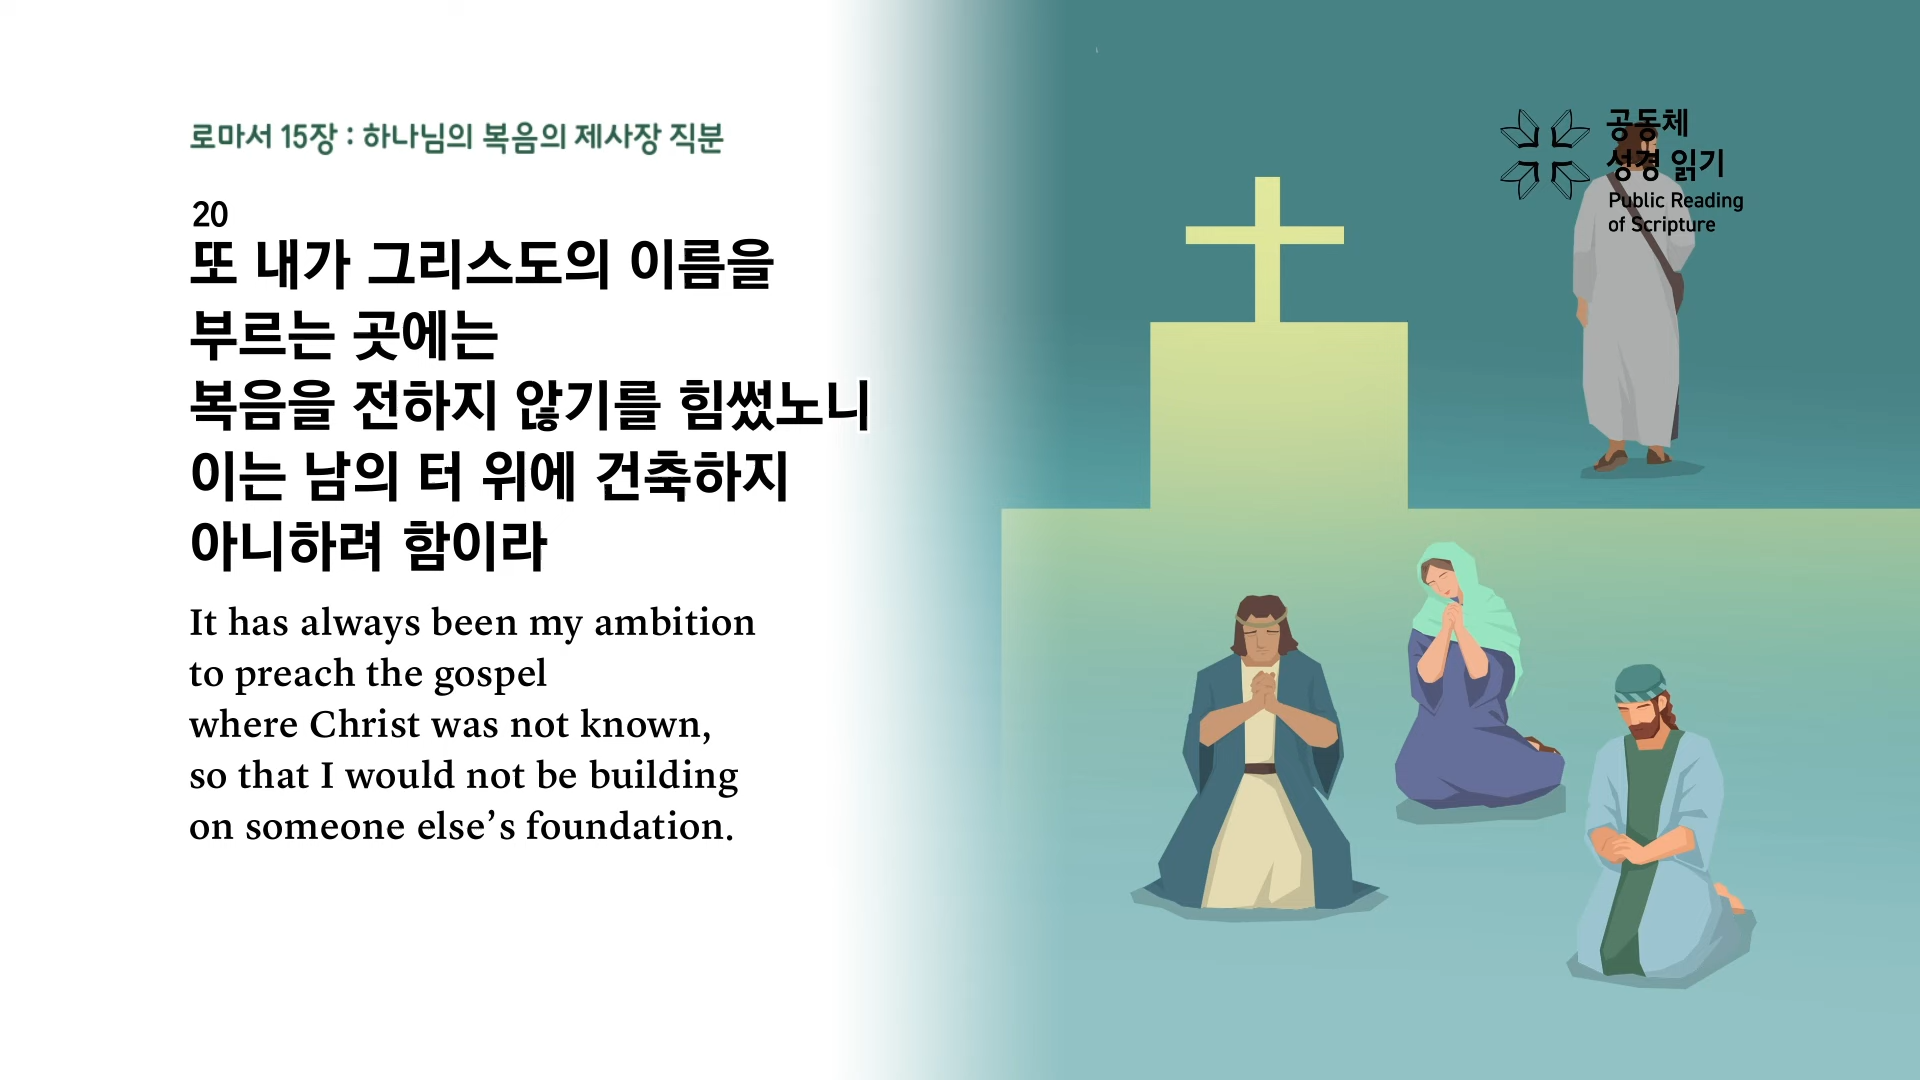 로마서 15장 : 하나님의 복음의 제사장 직분
20
또 내가 그리스도의 이름을
부르는 곳에는
복음을 전하지 않기를 힘썼노니
이는 남의 터 위에 건축하지
아니하려 함이라
It has always been my ambition
to preach the gospel
where Christ was not known,
so that I would not be building
on someone else’s foundation.
공동체
성경 읽기
Public Reading
of Scripture